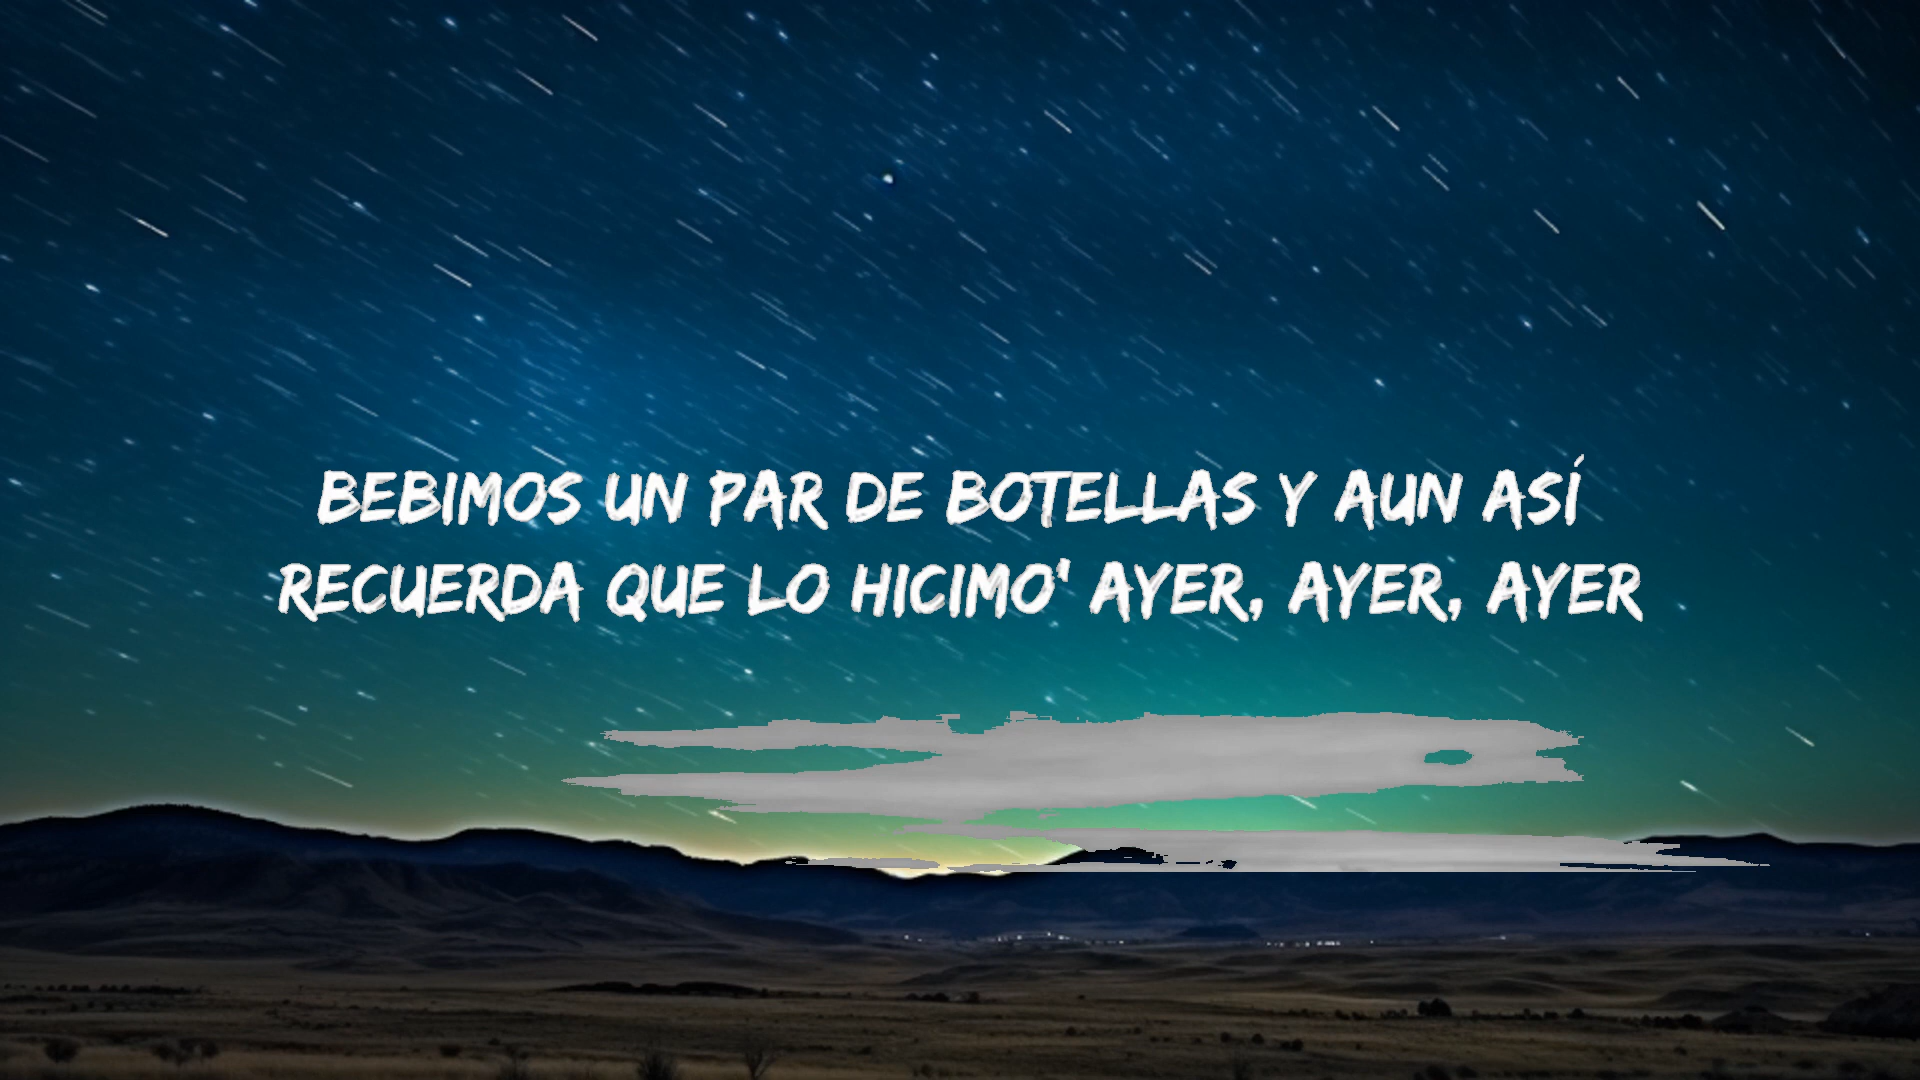 BEBIMOS UN PAR DE BOTELLAS Y AUN ASÍ
RECUERDA QUE LO HICIMO' AYER, AYER, AYER